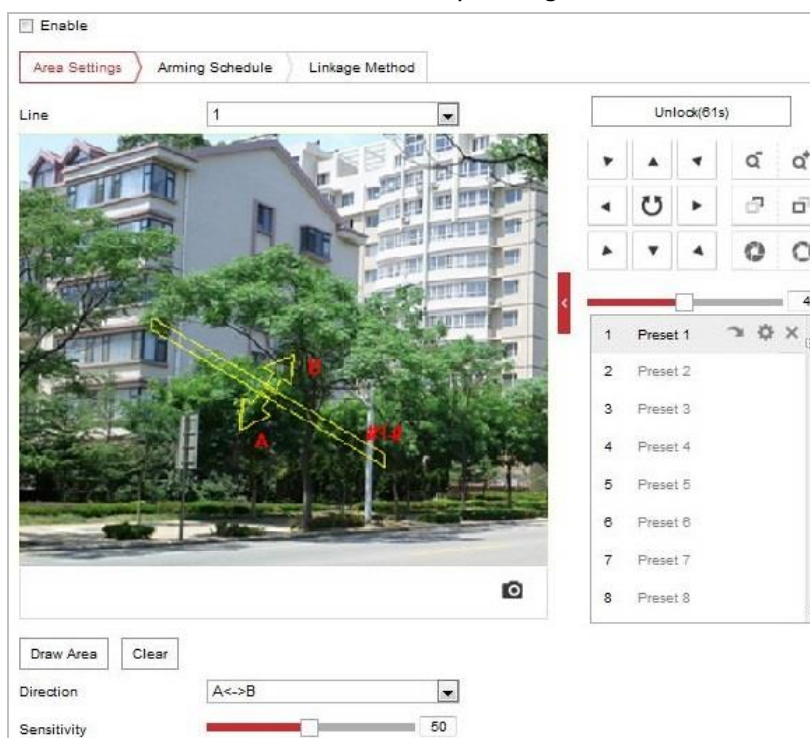 Enable
Area Settings
Arming Schedule
Linkage Method
Line
1
Unlock(61s)
B
A
#1#
4
1 Preset 1
2 Preset 2
3 Preset 3
4 Preset 4
5 Preset 5
6 Preset 6
7 Preset 7
8 Preset 8
Draw Area
Clear
Direction
A<->B
Sensitivity
50